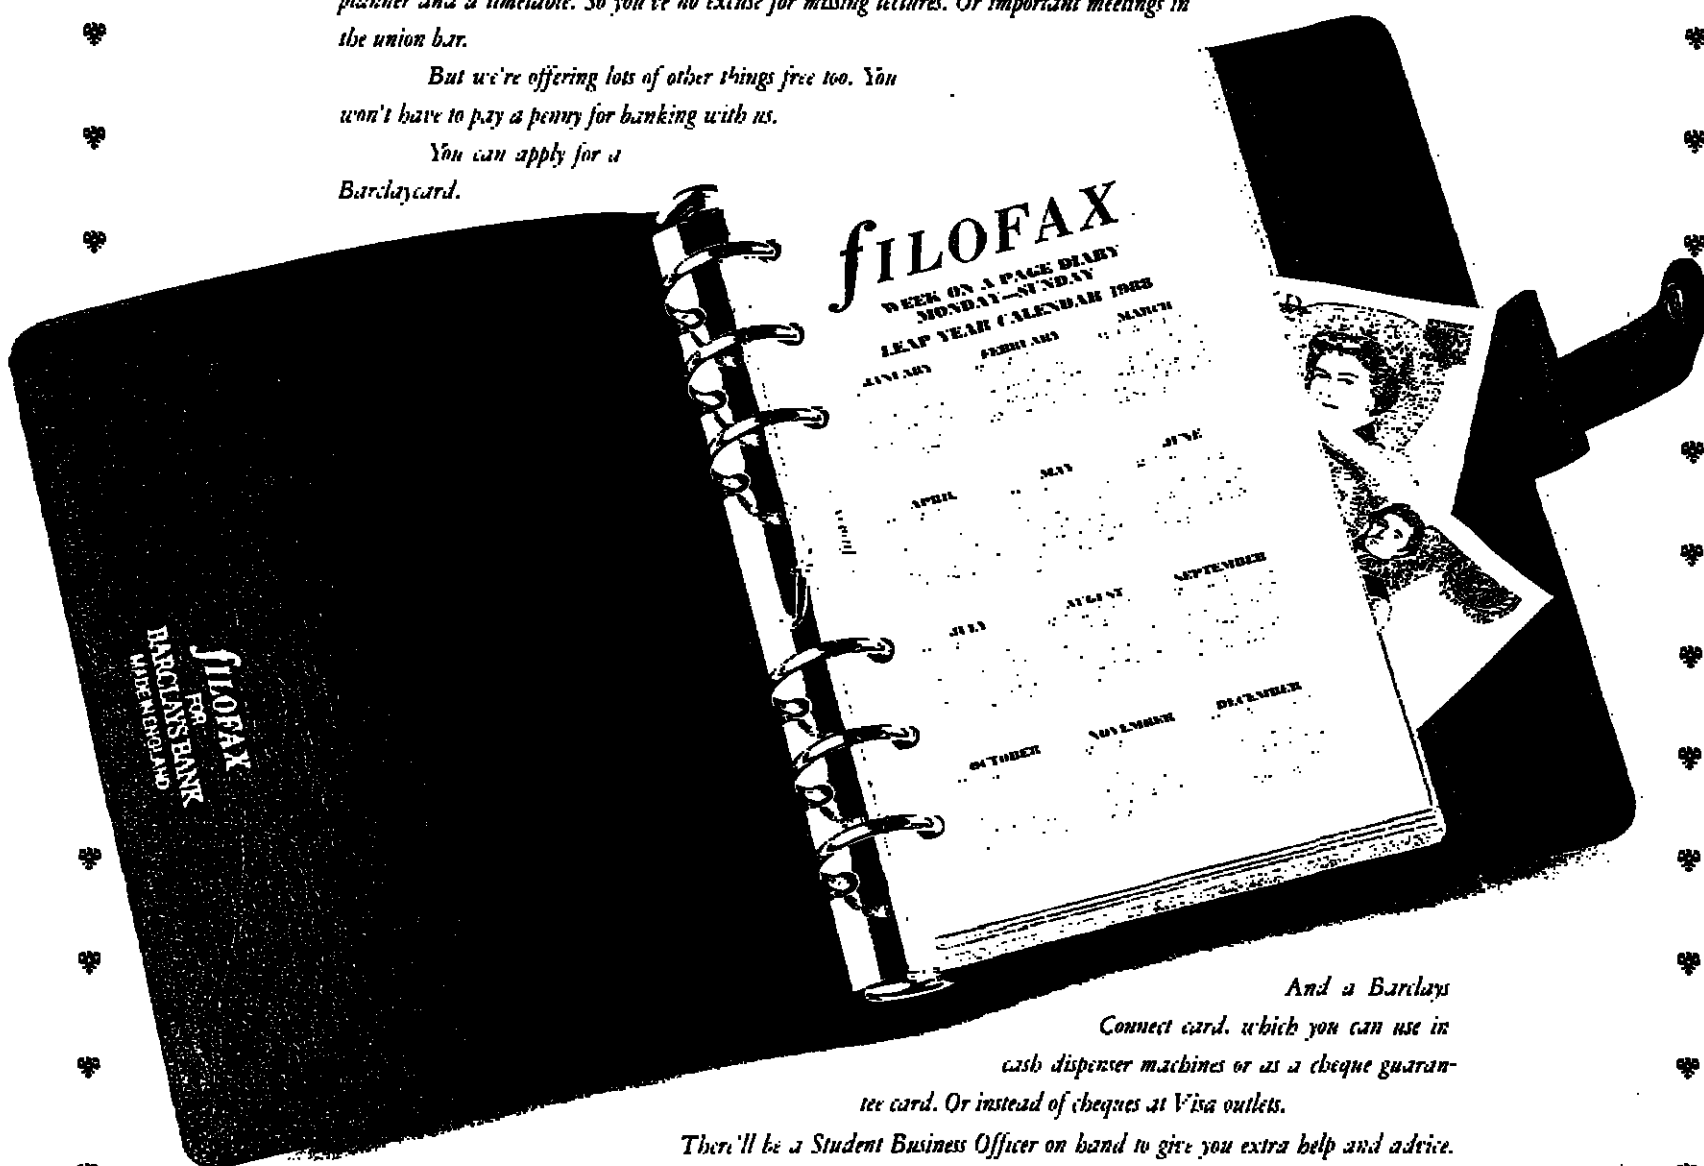 planner and a timetable. So you've no excuse for missing lectures. Or important meetings in
the union bar.
But we're offering lots of other things free too. You
won't have to pay a penny for banking with us.
You can apply for a
Barclaycard.
fILOFAX
WEEK ON A PAGE DIARY
MONDAY—SUNDAY
LEAP YEAR CALENDAR 1988
JANUARY FEBRUARY MARCH
APRIL MAY JUNE
JULY AUGUST SEPTEMBER
OCTOBER NOVEMBER DECEMBER
fILOFAX
FOR
BARCLAYS BANK
MADE IN ENGLAND
And a Barclays
Connect card. which you can use in
cash dispenser machines or as a cheque guaran-
tee card. Or instead of cheques at Visa outlets.
There'll be a Student Business Officer on hand to give you extra help and advice.